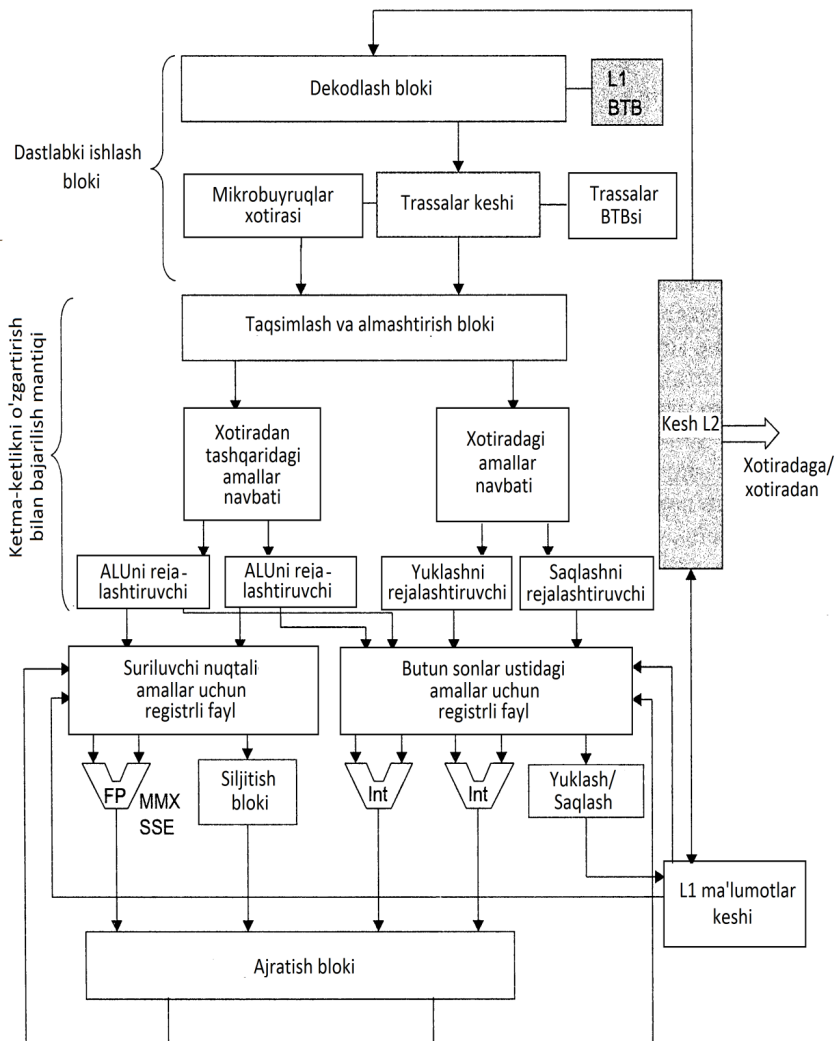 Dekodlash bloki
L1
BTB
Dastlabki ishlash
bloki
Mikrobuyruqlar
xotirasi
Trassalar keshi
Trassalar
BTBsi
Taqsimlash va almashtirish bloki
Ketma-ketlikni o'zgartirish
bilan bajarilish mantiqi
Xotiradan
tashqaridagi
amallar
navbati
Xotiradagi
amallar
navbati
Kesh L2
Xotiradaga/
xotiradan
ALUni reja-
lashtiruvchi
ALUni reja-
lashtiruvchi
Yuklashni
rejalashtiruvchi
Saqlashni
rejalashtiruvchi
Suriluvchi nuqtali
amallar uchun
registrli fayl
Butun sonlar ustidagi
amallar uchun
registrli fayl
FP
MMX
SSE
Siljitish
bloki
Int
Int
Yuklash/
Saqlash
L1 ma'lumotlar
keshi
Ajratish bloki